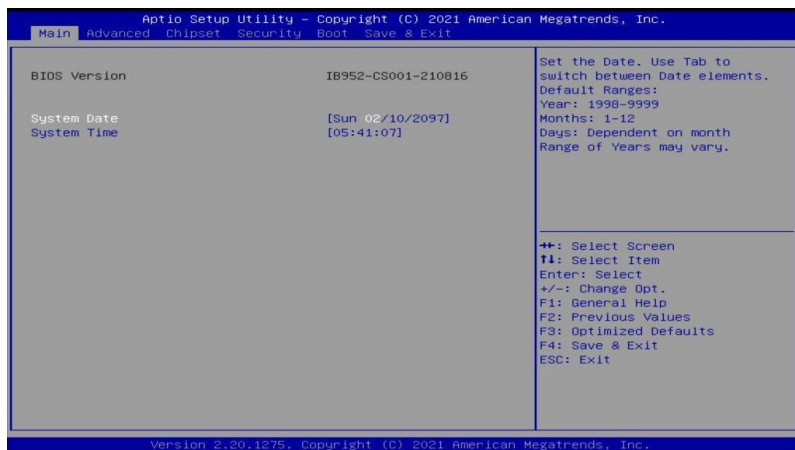 Aptio Setup Utility – Copyright (C) 2021 American Megatrends, Inc.
Main Advanced Chipset Security Boot Save & Exit
BIOS Version IB952-CS001-210816
System Date [Sun 02/10/2097]
System Time [05:41:07]
Set the Date. Use Tab to
switch between Date elements.
Default Ranges:
Year: 1998-9999
Months: 1-12
Days: Dependent on month
Range of Years may vary.
→←: Select Screen
↑↓: Select Item
Enter: Select
+/-: Change Opt.
F1: General Help
F2: Previous Values
F3: Optimized Defaults
F4: Save & Exit
ESC: Exit
Version 2.20.1275. Copyright (C) 2021 American Megatrends, Inc.